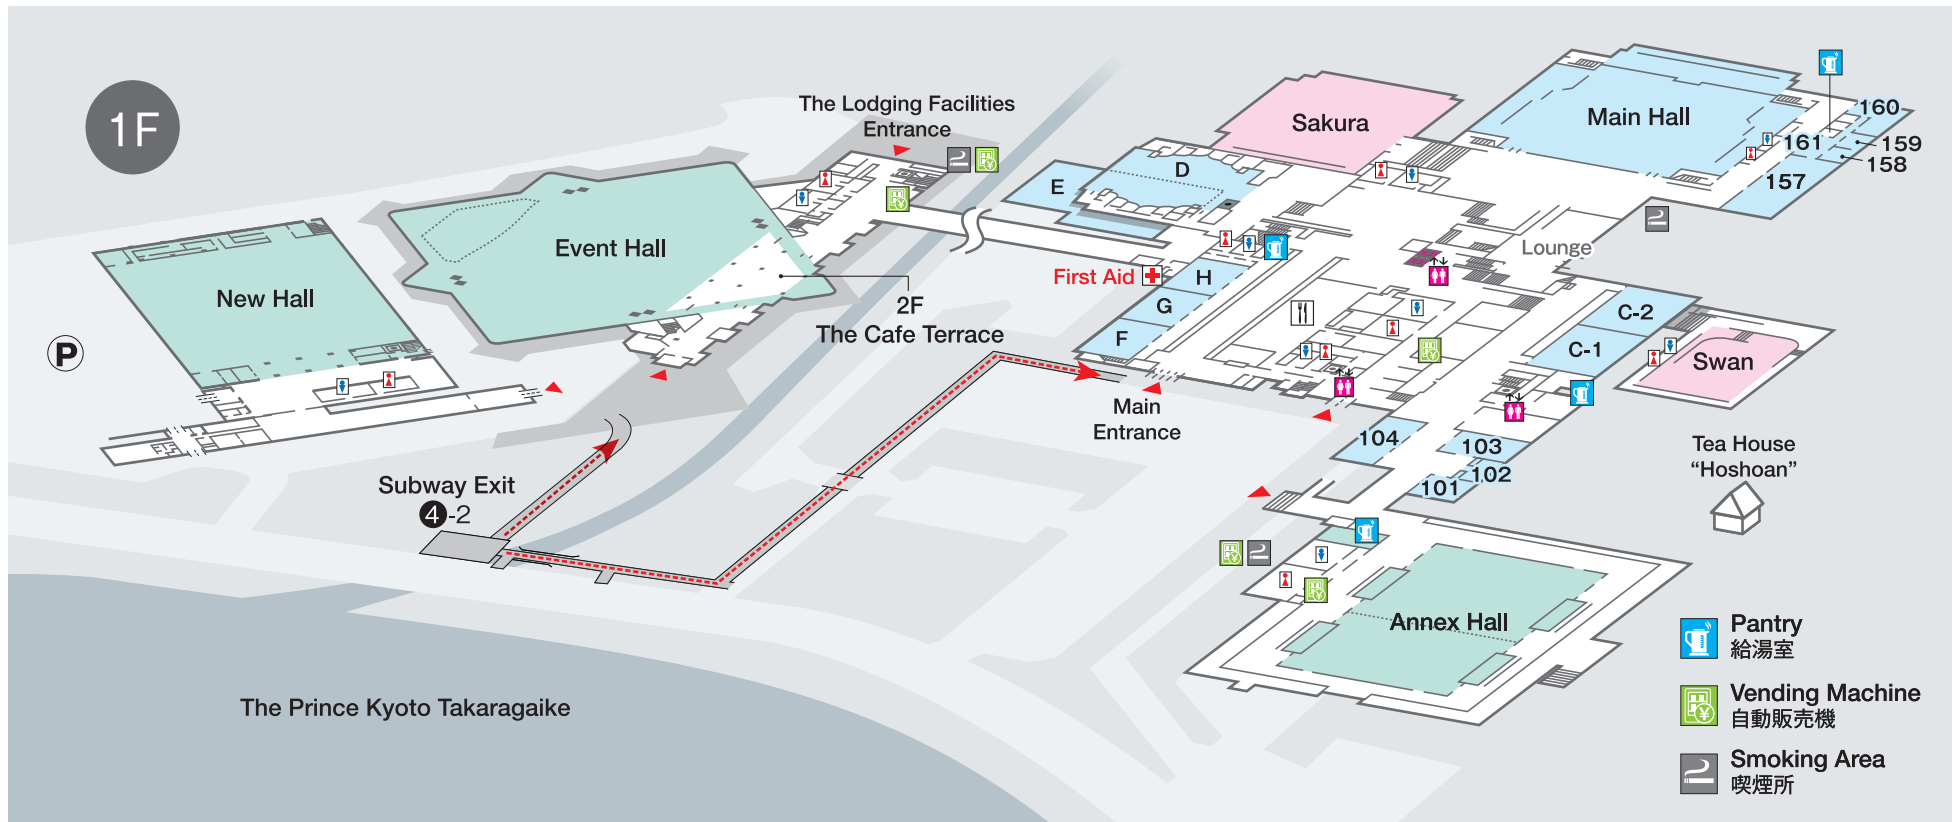 1F
The Lodging Facilities
Entrance
Sakura
Main Hall
160
161
159
158
157
D
E
Event Hall
New Hall
Lounge
First Aid
H
G
F
2F
The Cafe Terrace
C-2
C-1
Swan
P
Main
Entrance
104
103
102
101
Tea House
“Hoshoan”
Subway Exit
4-2
Annex Hall
The Prince Kyoto Takaragaike
Pantry
給湯室
Vending Machine
自動販売機
Smoking Area
喫煙所